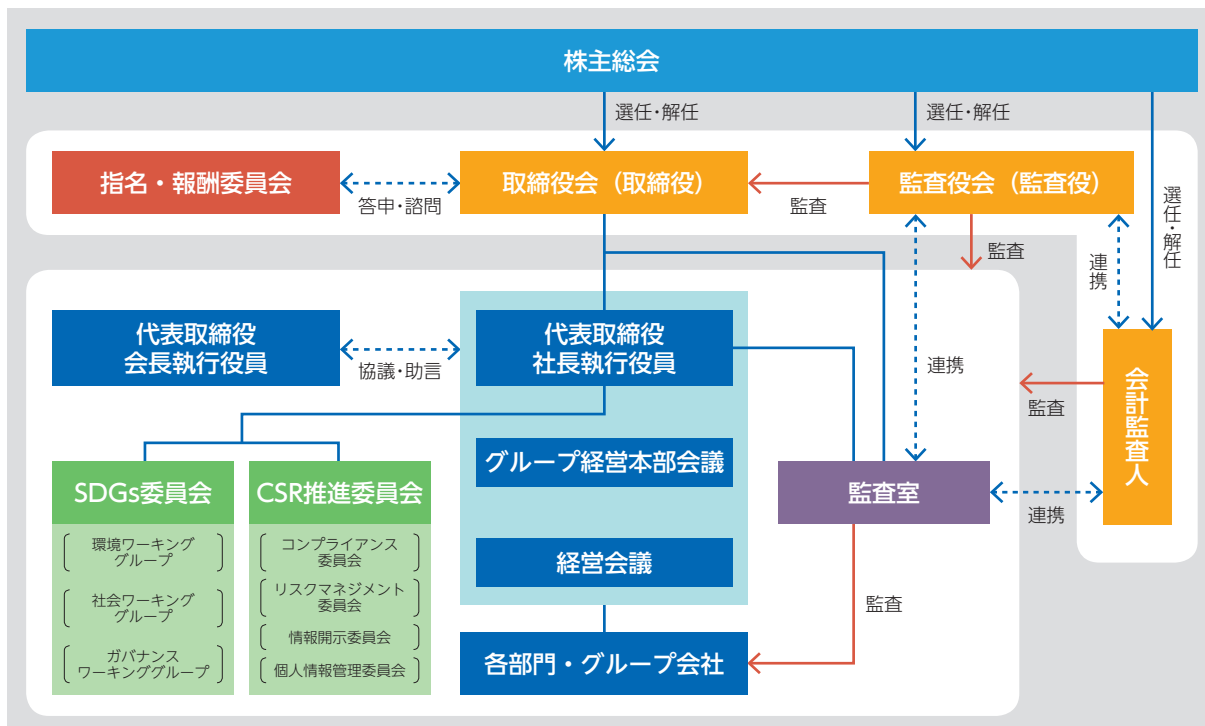 株主総会
選任・解任
選任・解任
選任・解任
指名・報酬委員会
答申・諮問
取締役会（取締役）
監査
監査役会（監査役）
監査
連携
連携
代表取締役
会長執行役員
協議・助言
代表取締役
社長執行役員
会計監査人
監査
グループ経営本部会議
経営会議
監査室
連携
監査
各部門・グループ会社
SDGs委員会
環境ワーキング
グループ
社会ワーキング
グループ
ガバナンス
ワーキンググループ
CSR推進委員会
コンプライアンス
委員会
リスクマネジメント
委員会
情報開示委員会
個人情報管理委員会